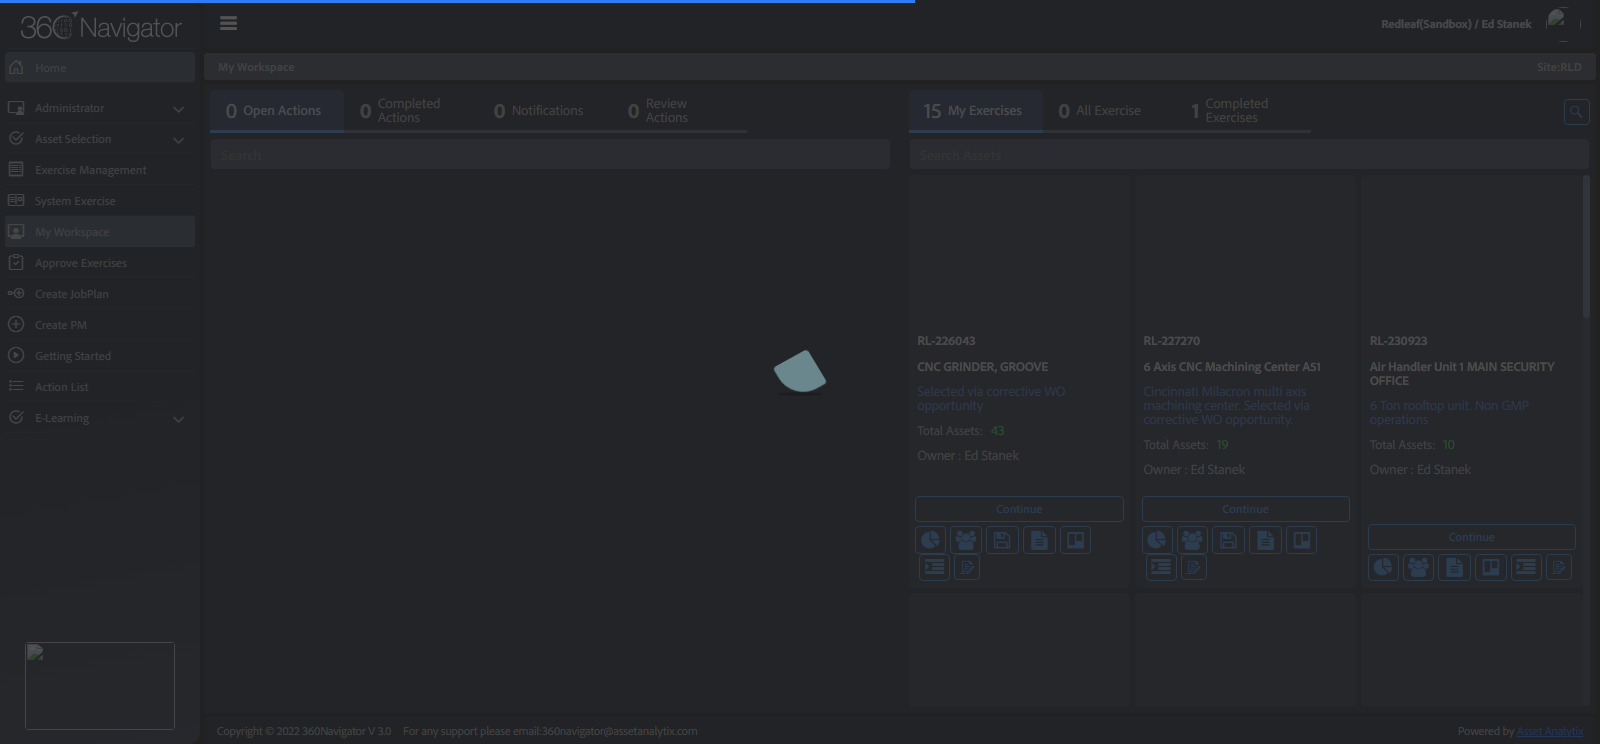 360 Navigator
Redleaf(Sandbox) / Ed Stanek
Home
My Workspace
Site:RLD
Administrator
Asset Selection
Exercise Management
System Exercise
My Workspace
Approve Exercises
Create JobPlan
Create PM
Getting Started
Action List
E-Learning
0 Open Actions
0 Completed
Actions
0 Notifications
0 Review
Actions
Search
15 My Exercises
0 All Exercise
1 Completed
Exercises
Search Assets
RL-226043
CNC GRINDER, GROOVE
Selected via corrective WO
opportunity
Total Assets: 43
Owner : Ed Stanek
Continue
RL-227270
6 Axis CNC Machining Center A51
Cincinnati Milacron multi axis
machining center. Selected via
corrective WO opportunity.
Total Assets: 19
Owner : Ed Stanek
Continue
RL-230923
Air Handler Unit 1 MAIN SECURITY
OFFICE
6 Ton rooftop unit. Non GMP
operations
Total Assets: 10
Owner : Ed Stanek
Continue
Copyright © 2022 360Navigator V 3.0 For any support please email:360navigator@assetanalytix.com
Powered by Asset Analytix